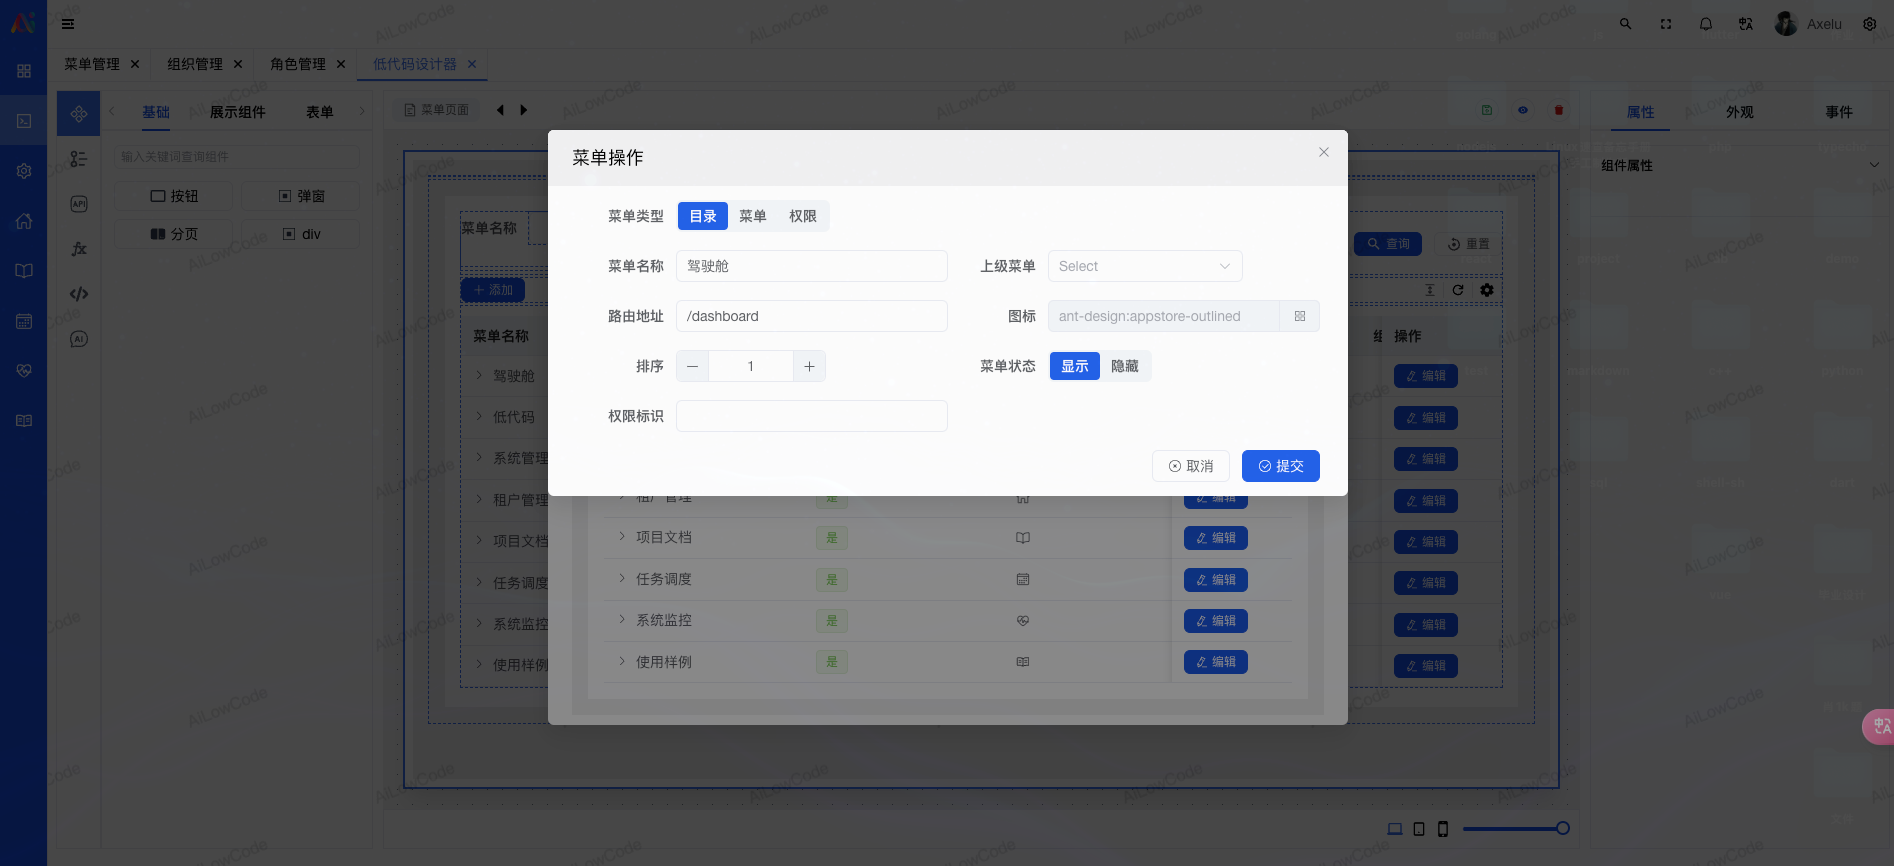 Axelu
菜单管理 组织管理 角色管理 低代码设计器
基础 展示组件 表单
菜单页面
属性 外观 事件
输入关键词查询组件
组件属性
按钮 弹窗
分页 div
菜单操作
菜单类型 目录 菜单 权限
菜单名称 驾驶舱 上级菜单 Select
路由地址 /dashboard 图标 ant-design:appstore-outlined
排序 1 菜单状态 显示 隐藏
权限标识
取消 提交
菜单名称 查询 重置
添加
菜单名称 操作
驾驶舱 编辑
低代码 编辑
系统管理 编辑
租户管理 编辑
项目文档 编辑
任务调度 编辑
系统监控 编辑
使用样例 编辑
租户管理 是 编辑
项目文档 是 编辑
任务调度 是 编辑
系统监控 是 编辑
使用样例 是 编辑
AiLowCode